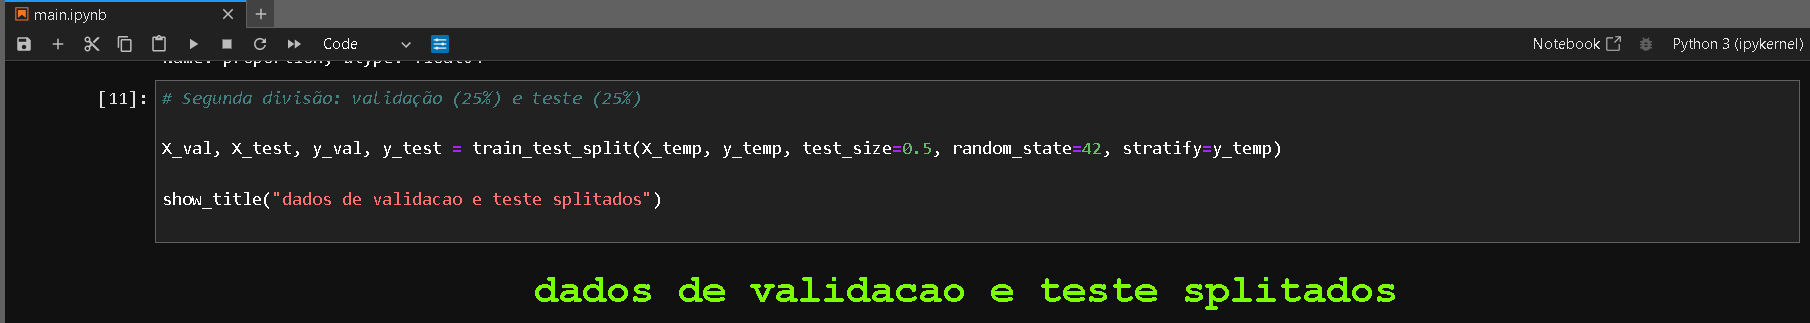 main.ipynb
Code
Notebook
Python 3 (ipykernel)
[11]:
# Segunda divisão: validação (25%) e teste (25%)
X_val, X_test, y_val, y_test = train_test_split(X_temp, y_temp, test_size=0.5, random_state=42, stratify=y_temp)
show_title("dados de validacao e teste splitados")
dados de validacao e teste splitados